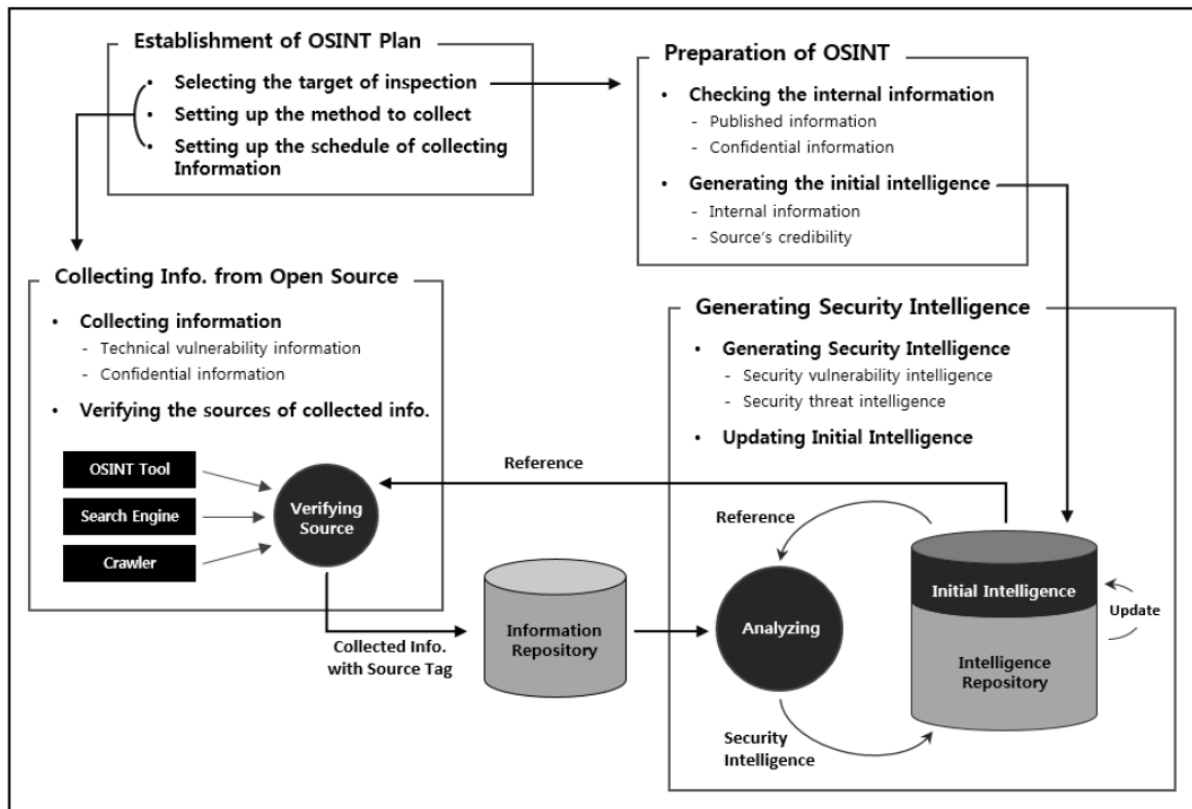 Establishment of OSINT Plan
• Selecting the target of inspection
• Setting up the method to collect
• Setting up the schedule of collecting
Information
Preparation of OSINT
• Checking the internal information
- Published information
- Confidential information
• Generating the initial intelligence
- Internal information
- Source's credibility
Collecting Info. from Open Source
• Collecting information
- Technical vulnerability information
- Confidential information
• Verifying the sources of collected info.
OSINT Tool
Search Engine
Crawler
Verifying
Source
Reference
Collected Info.
with Source Tag
Information
Repository
Generating Security Intelligence
• Generating Security Intelligence
- Security vulnerability intelligence
- Security threat intelligence
• Updating Initial Intelligence
Reference
Analyzing
Initial Intelligence
Update
Intelligence
Repository
Security
Intelligence